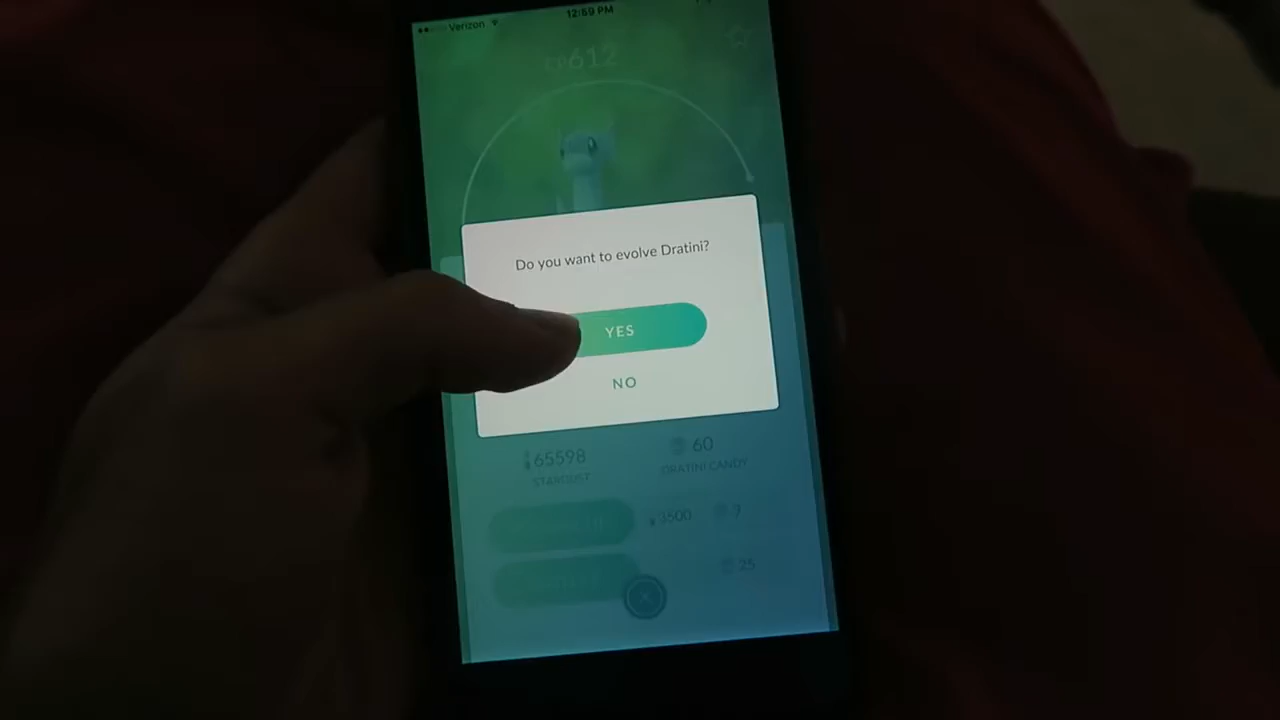 Verizon 12:59 PM
CP612
Do you want to evolve Dratini?
YES
NO
65598 60
STARDUST DRATINI CANDY
3500
25